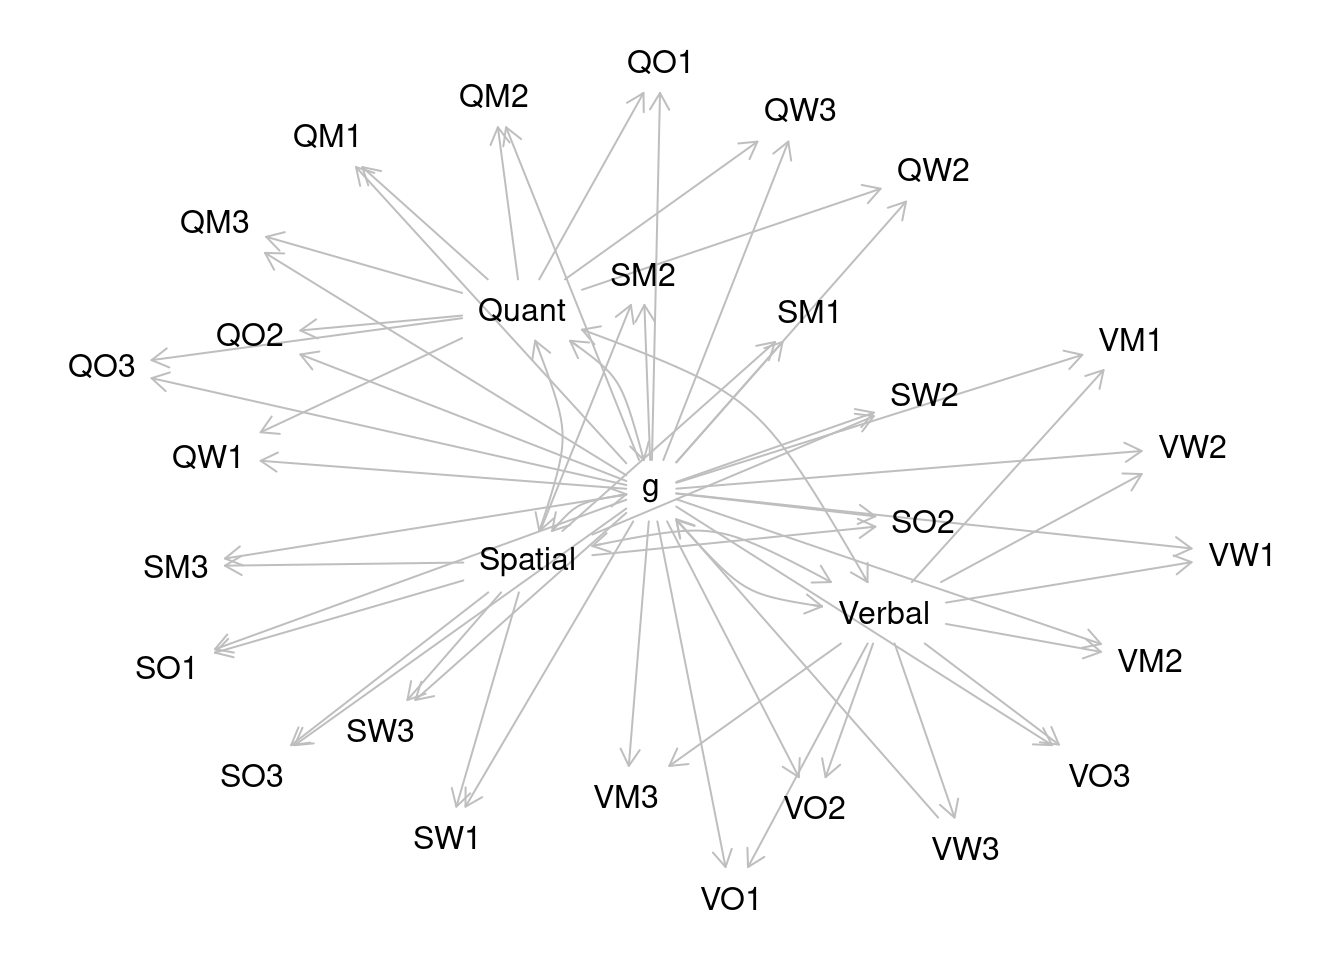 QO1
QM2
QW3
QM1
QW2
QM3
SM2
Quant
SM1
QO2
VM1
QO3
SW2
QW1
VW2
g
SO2
VW1
Spatial
SM3
Verbal
VM2
SO1
SW3
SO3
VO3
VM3
VO2
SW1
VW3
VO1